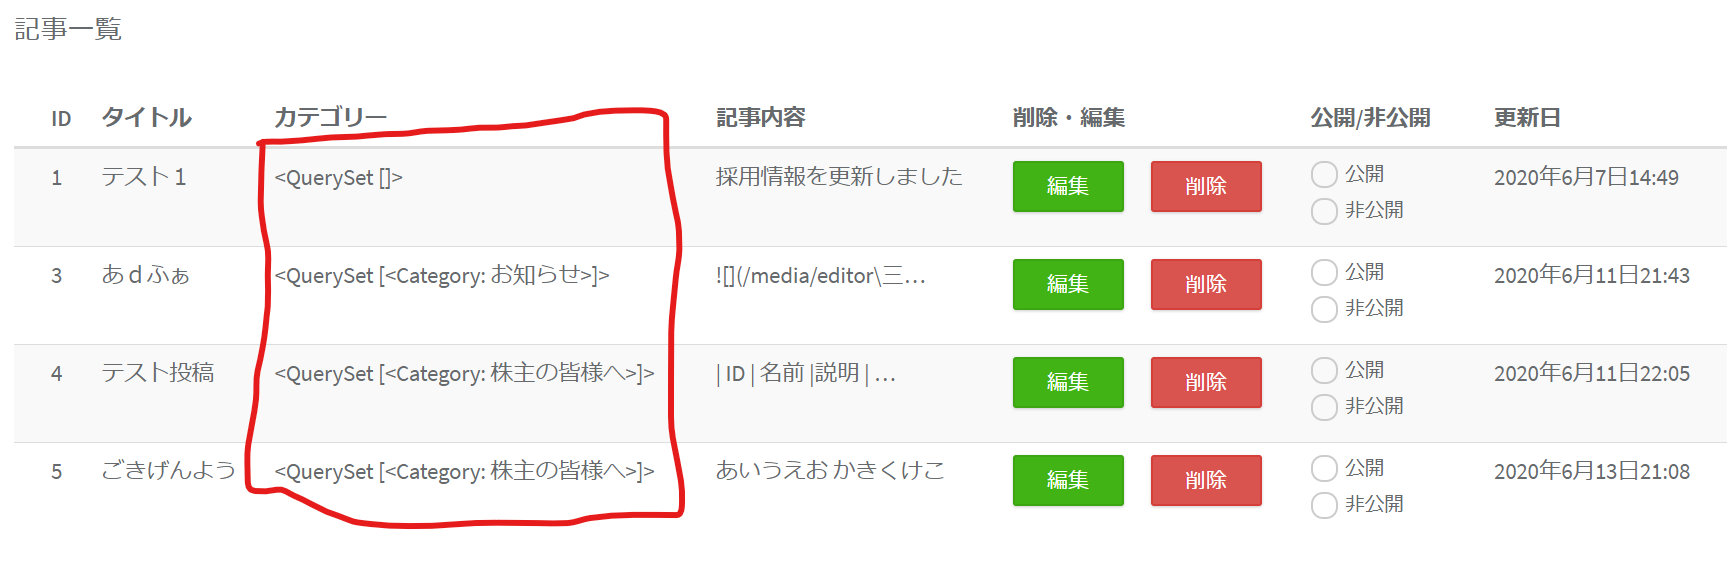 記事一覧
ID タイトル カテゴリー 記事内容 削除・編集 公開/非公開 更新日
1 テスト１ <QuerySet []> 採用情報を更新しました 編集 削除 公開 2020年6月7日14:49
非公開
3 あｄふぁ <QuerySet [<Category: お知らせ>]> ![](/media/editor\三… 編集 削除 公開 2020年6月11日21:43
非公開
4 テスト投稿 <QuerySet [<Category: 株主の皆様へ>]> | ID | 名前 |説明 | … 編集 削除 公開 2020年6月11日22:05
非公開
5 ごきげんよう <QuerySet [<Category: 株主の皆様へ>]> あいうえお かきくけこ 編集 削除 公開 2020年6月13日21:08
非公開